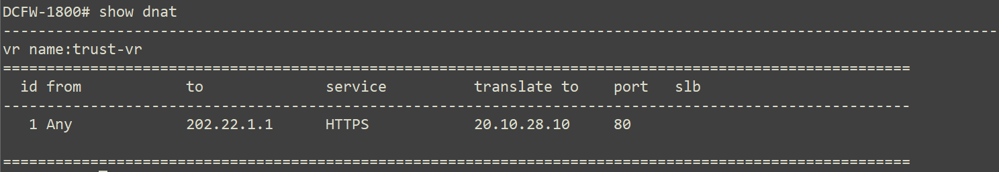 DCFW-1800# show dnat
------------------------------------------------------------------------------------------------------------------
vr name:trust-vr
========================================================================================================
  id from            to              service          translate to    port   slb
--------------------------------------------------------------------------------------------------------
   1 Any             202.22.1.1      HTTPS            20.10.28.10     80
========================================================================================================